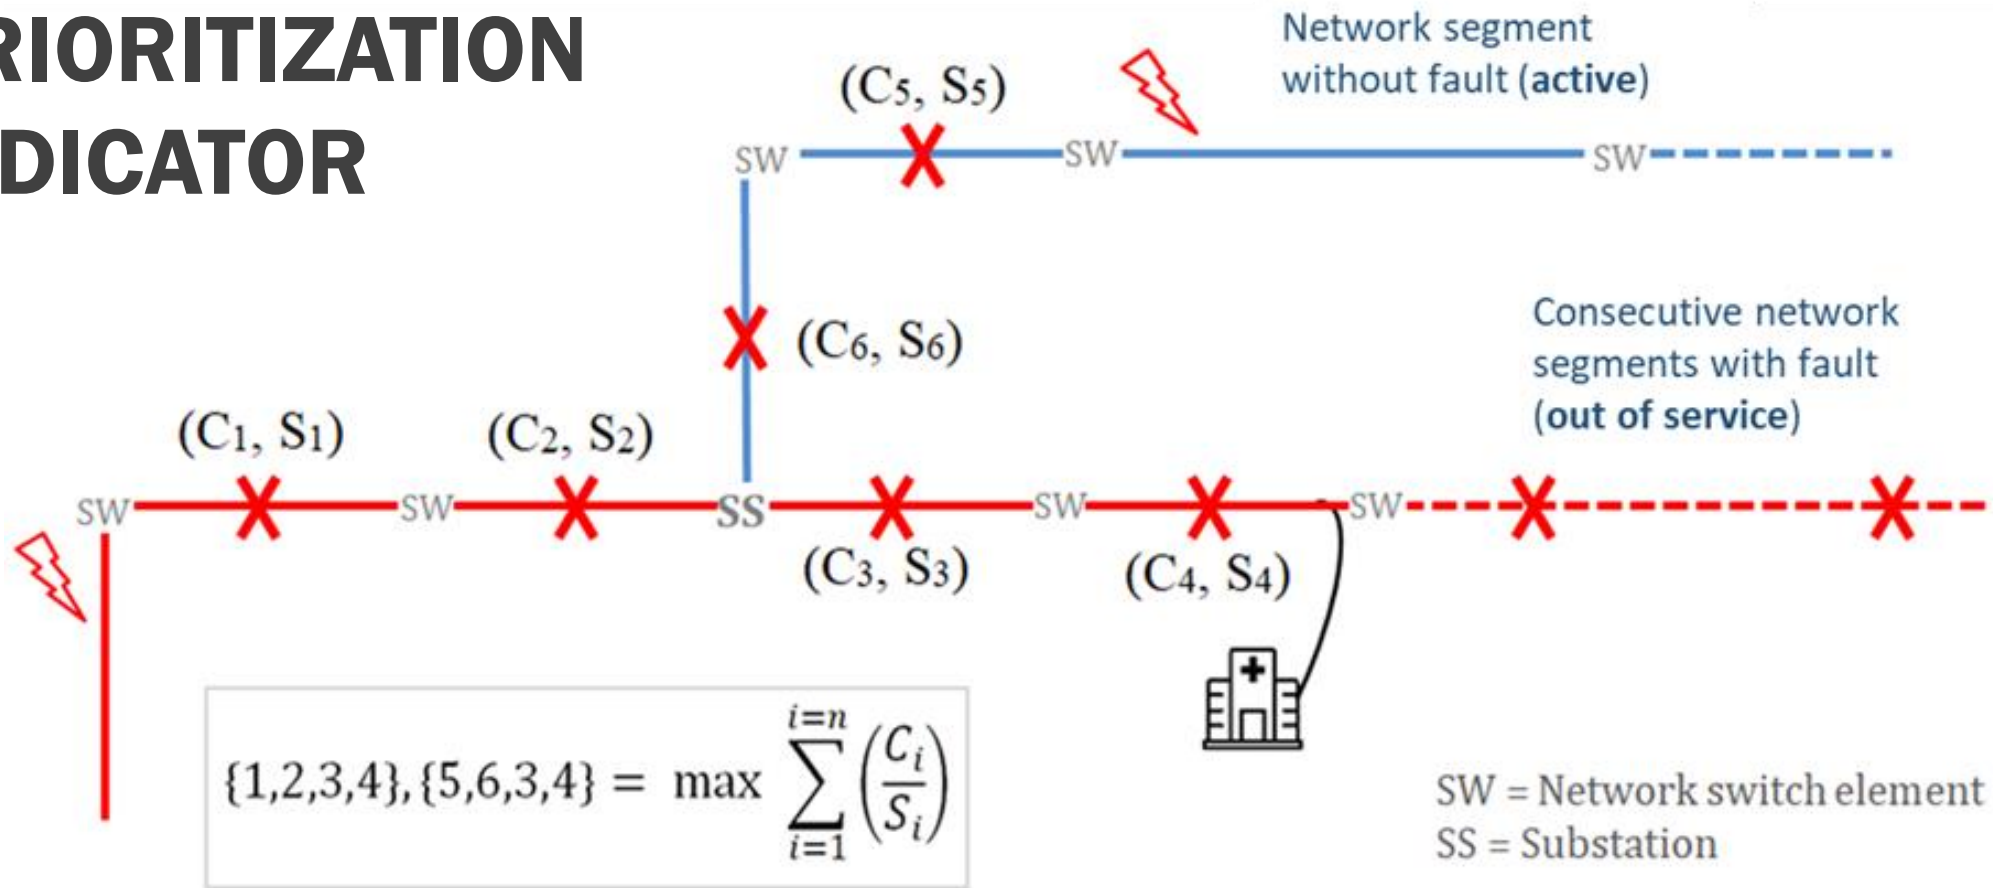 RIORITIZATION
DICATOR
Network segment
without fault (active)
(C5, S5)
SW
SW
SW
(C6, S6)
Consecutive network
segments with fault
(out of service)
(C1, S1)
(C2, S2)
SW
SW
SS
SW
SW
(C3, S3)
(C4, S4)
{1,2,3,4},{5,6,3,4} = max ∑_{i=1}^{i=n} (C_i/S_i)
SW = Network switch element
SS = Substation